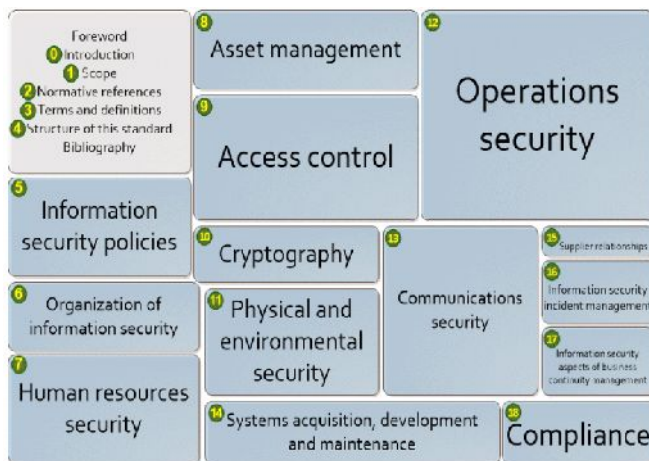 Foreword
0 Introduction
1 Scope
2 Normative references
3 Terms and definitions
4 Structure of this standard
Bibliography
5 Information
security policies
6 Organization of
information security
7 Human resources
security
8 Asset management
9 Access control
10 Cryptography
11 Physical and
environmental
security
12 Operations
security
13 Communications
security
14 Systems acquisition, development
and maintenance
15 Supplier relationships
16 Information security
incident management
17 Information security
aspects of business
continuity management
18 Compliance